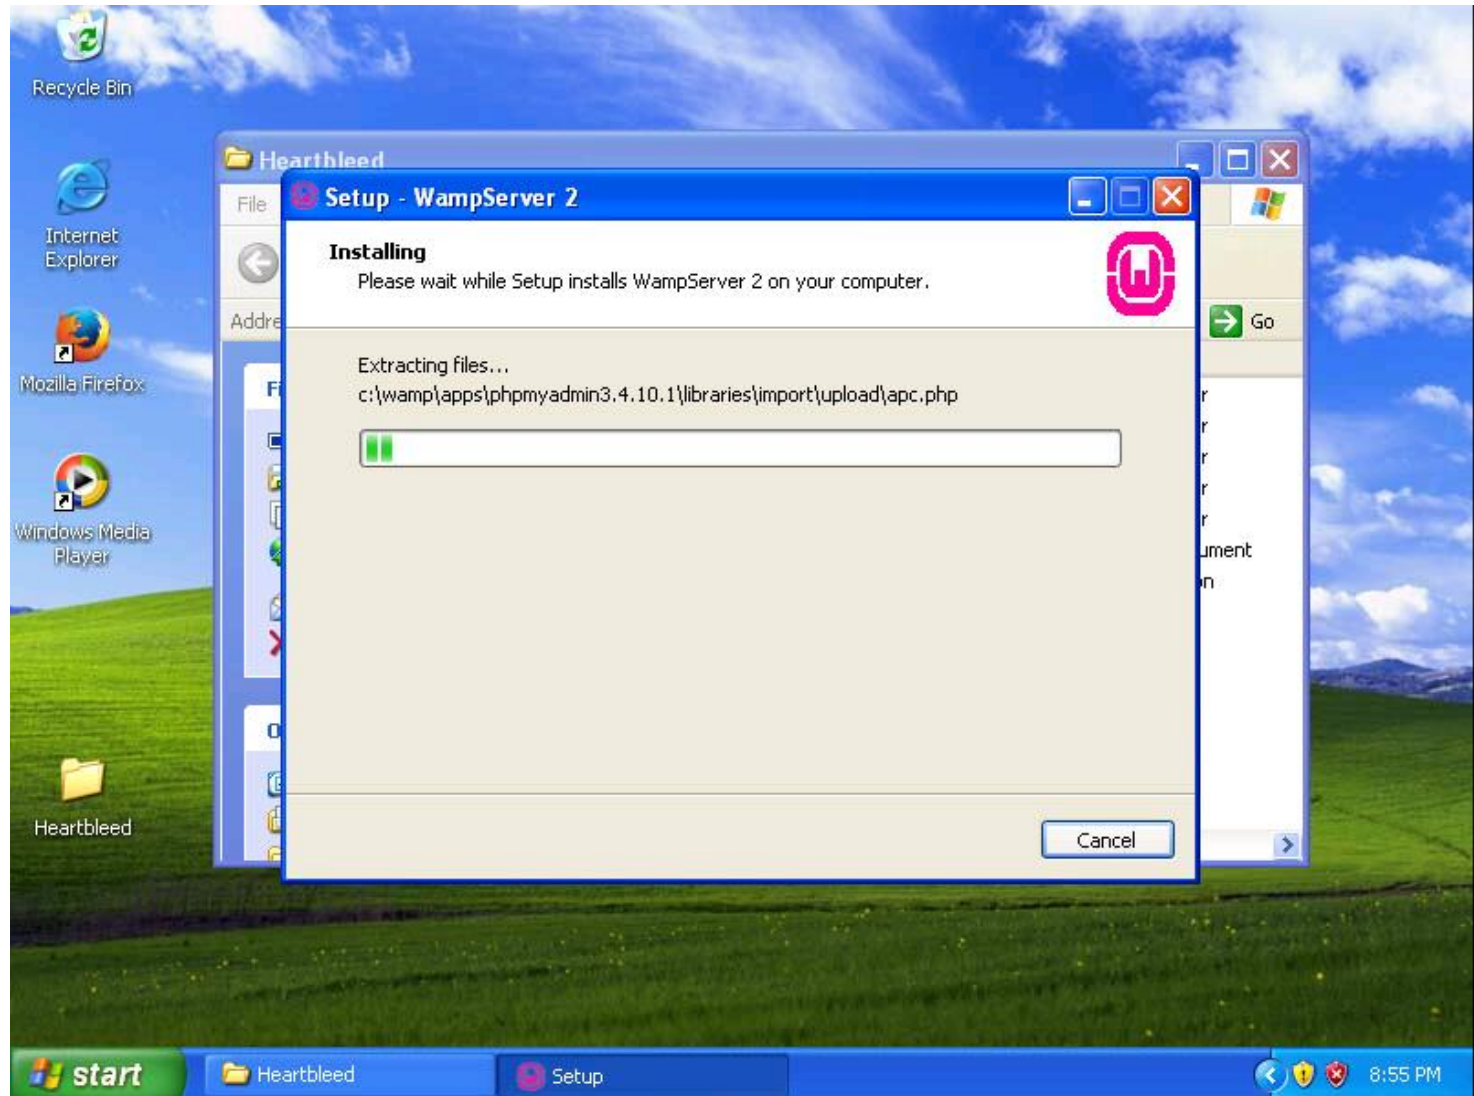 Recycle Bin
Internet
Explorer
Mozilla Firefox
Windows Media
Player
Heartbleed
Heartbleed
File
Setup - WampServer 2
Installing
Please wait while Setup installs WampServer 2 on your computer.
Go
Extracting files...
c:\wamp\apps\phpmyadmin3.4.10.1\libraries\import\upload\apc.php
Cancel
start
Heartbleed
Setup
8:55 PM